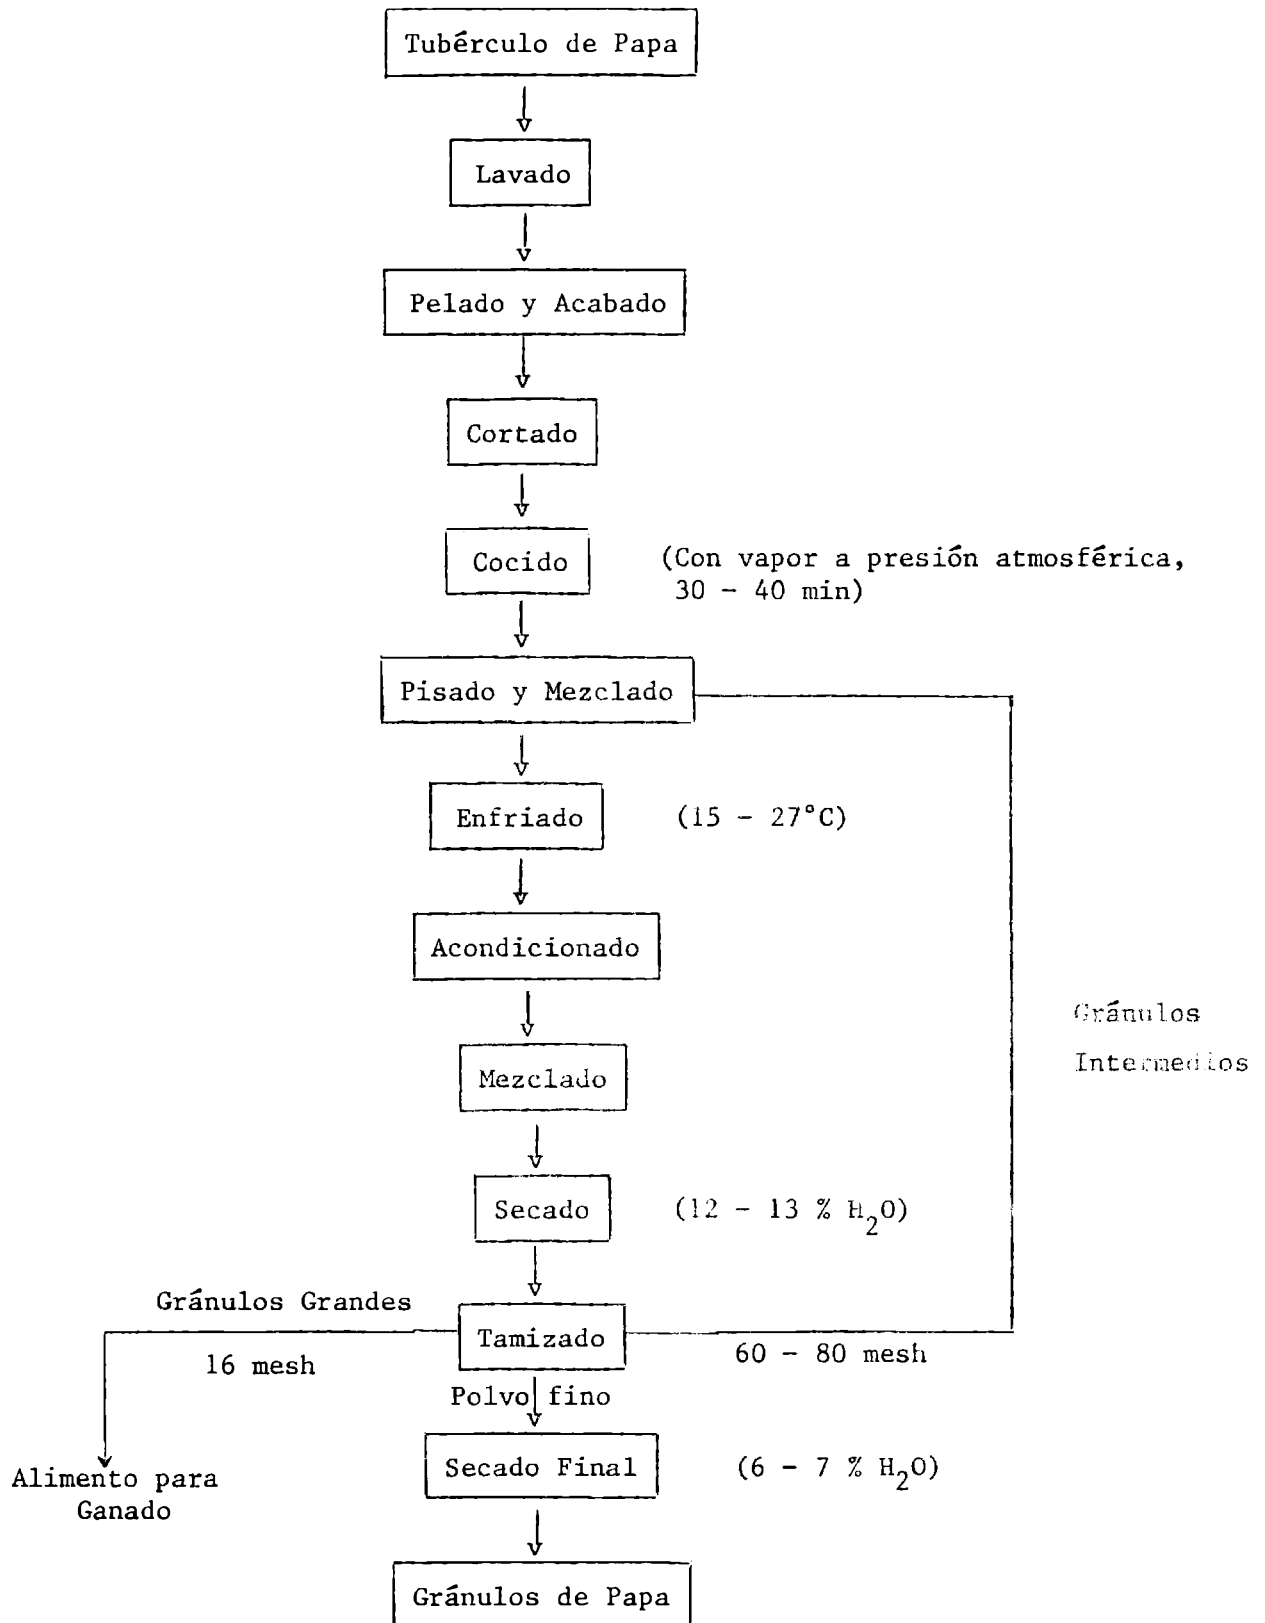 Tubérculo de Papa
Lavado
Pelado y Acabado
Cortado
Cocido
(Con vapor a presión atmosférica,
30 - 40 min)
Pisado y Mezclado
Enfriado
(15 - 27°C)
Acondicionado
Gránulos
Intermedios
Mezclado
Secado
(12 - 13 % H₂O)
Gránulos Grandes
Tamizado
16 mesh
60 - 80 mesh
Polvo fino
Secado Final
(6 - 7 % H₂O)
Alimento para
Ganado
Gránulos de Papa